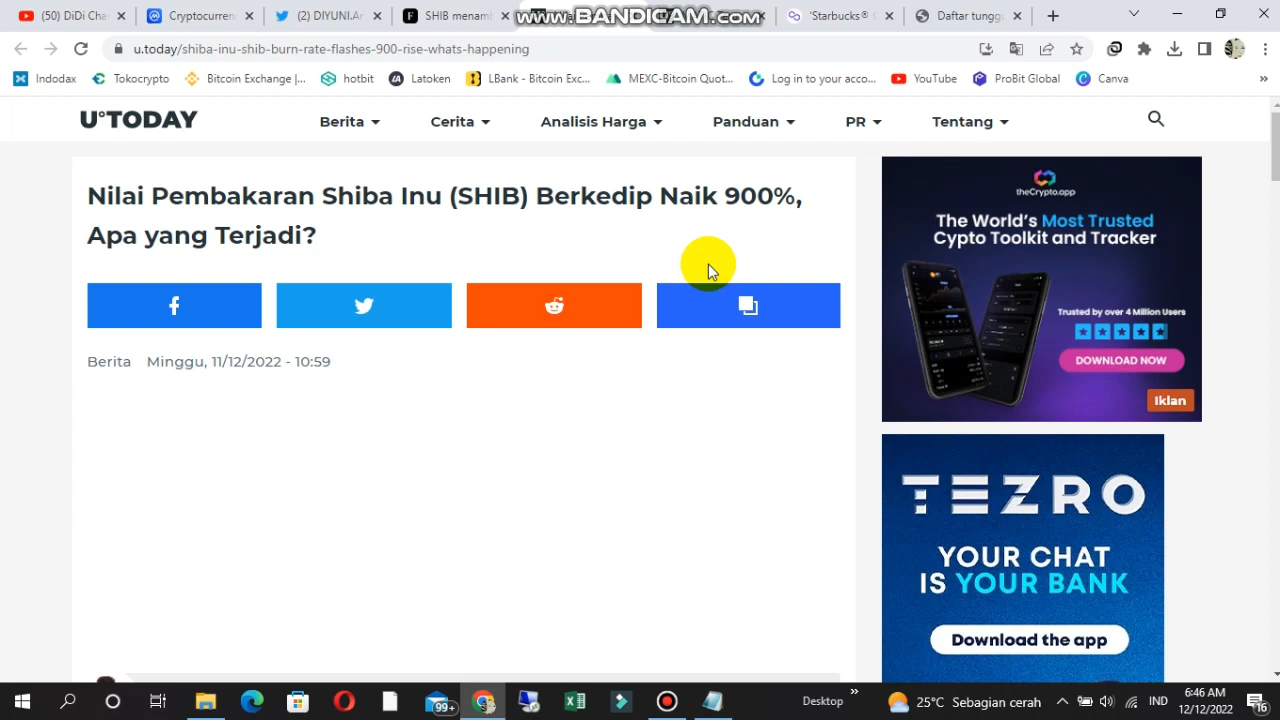 (50) DiDi Cha
Cryptocurren
(2) DIYUNI.Ar
SHIB menamb
www.BANDICAM.com
"Starbucks® O
Daftar tungg
u.today/shiba-inu-shib-burn-rate-flashes-900-rise-whats-happening
Indodax
Tokocrypto
Bitcoin Exchange |...
hotbit
Latoken
LBank - Bitcoin Exc...
MEXC-Bitcoin Quot...
Log in to your acco...
YouTube
ProBit Global
Canva
U°TODAY
Berita
Cerita
Analisis Harga
Panduan
PR
Tentang
Nilai Pembakaran Shiba Inu (SHIB) Berkedip Naik 900%,
Apa yang Terjadi?
Berita Minggu, 11/12/2022 - 10:59
theCrypto.app
The World's Most Trusted
Cypto Toolkit and Tracker
Trusted by over 4 Million Users
DOWNLOAD NOW
Iklan
TEZRO
YOUR CHAT
IS YOUR BANK
Download the app
99+
Desktop
25°C Sebagian cerah
IND
6:46 AM
12/12/2022
16